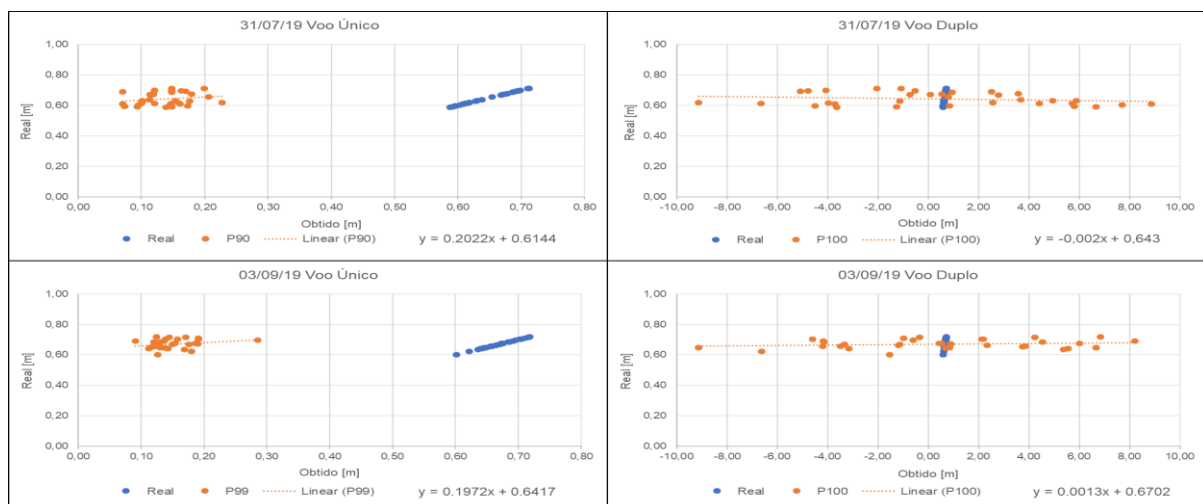 31/07/19 Voo Único
Real [m]
1,00
0,80
0,60
0,40
0,20
0,00
0,00 0,10 0,20 0,30 0,40 0,50 0,60 0,70 0,80
Obtido [m]
Real P90 Linear (P90) y = 0.2022x + 0.6144
31/07/19 Voo Duplo
Real [m]
1,00
0,80
0,60
0,40
0,20
0,00
-10,00 -8,00 -6,00 -4,00 -2,00 0,00 2,00 4,00 6,00 8,00 10,00
Obtido [m]
Real P100 Linear (P100) y = -0,002x + 0,643
03/09/19 Voo Único
Real [m]
1,00
0,80
0,60
0,40
0,20
0,00
0,00 0,10 0,20 0,30 0,40 0,50 0,60 0,70 0,80
Obtido [m]
Real P99 Linear (P99) y = 0.1972x + 0.6417
03/09/19 Voo Duplo
Real [m]
1,00
0,80
0,60
0,40
0,20
0,00
-10,00 -8,00 -6,00 -4,00 -2,00 0,00 2,00 4,00 6,00 8,00 10,00
Obtido [m]
Real P100 Linear (P100) y = 0.0013x + 0.6702